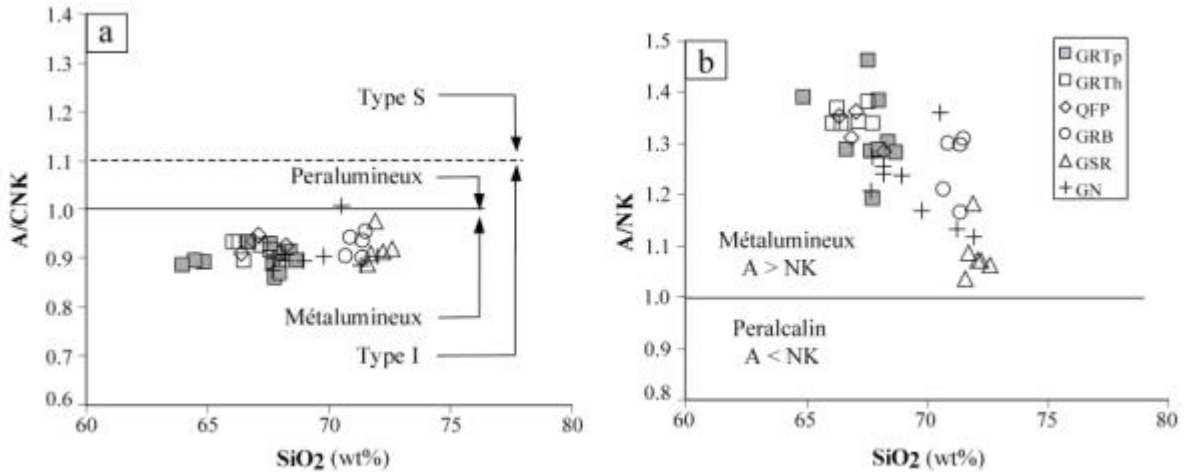 a
1.4
1.3
1.2
1.1
1.0
0.9
0.8
0.7
0.6
A/CNK
Type S
Peralumineux
Métalumineux
Type I
60
65
70
75
80
SiO2 (wt%)
b
1.5
1.4
1.3
1.2
1.1
1.0
0.9
0.8
A/NK
GRTp
GRTh
QFP
GRB
GSR
GN
Métalumineux
A > NK
Peralcalin
A < NK
60
65
70
75
80
SiO2 (wt%)